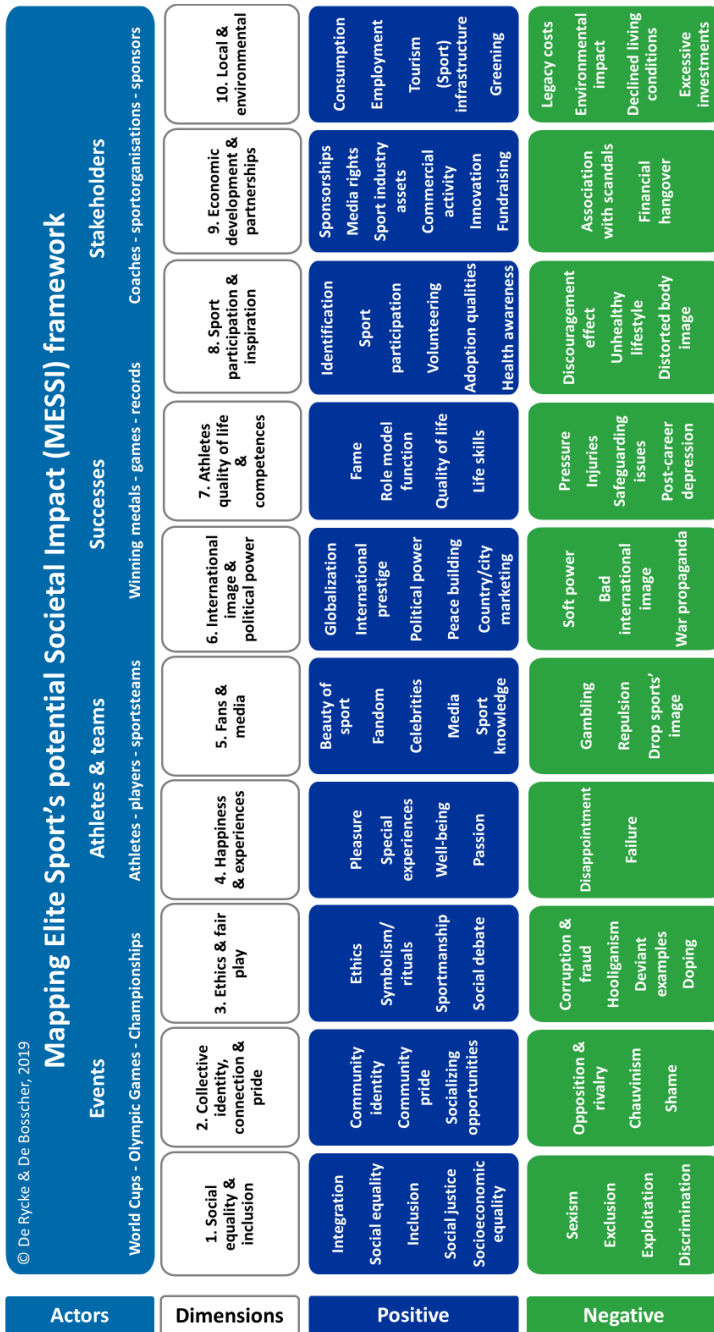 © De Rycke & De Bosscher, 2019
Mapping Elite Sport's potential Societal Impact (MESSI) framework
Actors
Events
Athletes & teams
Successes
Stakeholders
World Cups - Olympic Games - Championships
Athletes - players - sportsteams
Winning medals - games - records
Coaches - sportorganisations - sponsors
Dimensions
1. Social
equality &
inclusion
2. Collective
identity,
connection &
pride
3. Ethics & fair
play
4. Happiness
& experiences
5. Fans &
media
6. International
image &
political power
7. Athletes
quality of life
&
competences
8. Sport
participation &
inspiration
9. Economic
development &
partnerships
10. Local &
environmental
Positive
Integration
Social equality
Inclusion
Social justice
Socioeconomic
equality
Community
identity
Community
pride
Socializing
opportunities
Ethics
Symbolism/
rituals
Sportmanship
Social debate
Pleasure
Special
experiences
Well-being
Passion
Beauty of
sport
Fandom
Celebrities
Media
Sport
knowledge
Globalization
International
prestige
Political power
Peace building
Country/city
marketing
Fame
Role model
function
Quality of life
Life skills
Identification
Sport
participation
Volunteering
Adoption qualities
Health awareness
Sponsorships
Media rights
Sport industry
assets
Commercial
activity
Innovation
Fundraising
Consumption
Employment
Tourism
(Sport)
infrastructure
Greening
Negative
Sexism
Exclusion
Exploitation
Discrimination
Opposition &
rivalry
Chauvinism
Shame
Corruption &
fraud
Hooliganism
Deviant
examples
Doping
Disappointment
Failure
Gambling
Repulsion
Drop sports'
image
Soft power
Bad
international
image
War propaganda
Pressure
Injuries
Safeguarding
issues
Post-career
depression
Discouragement
effect
Unhealthy
lifestyle
Distorted body
image
Association
with scandals
Financial
hangover
Legacy costs
Environmental
impact
Declined living
conditions
Excessive
investments